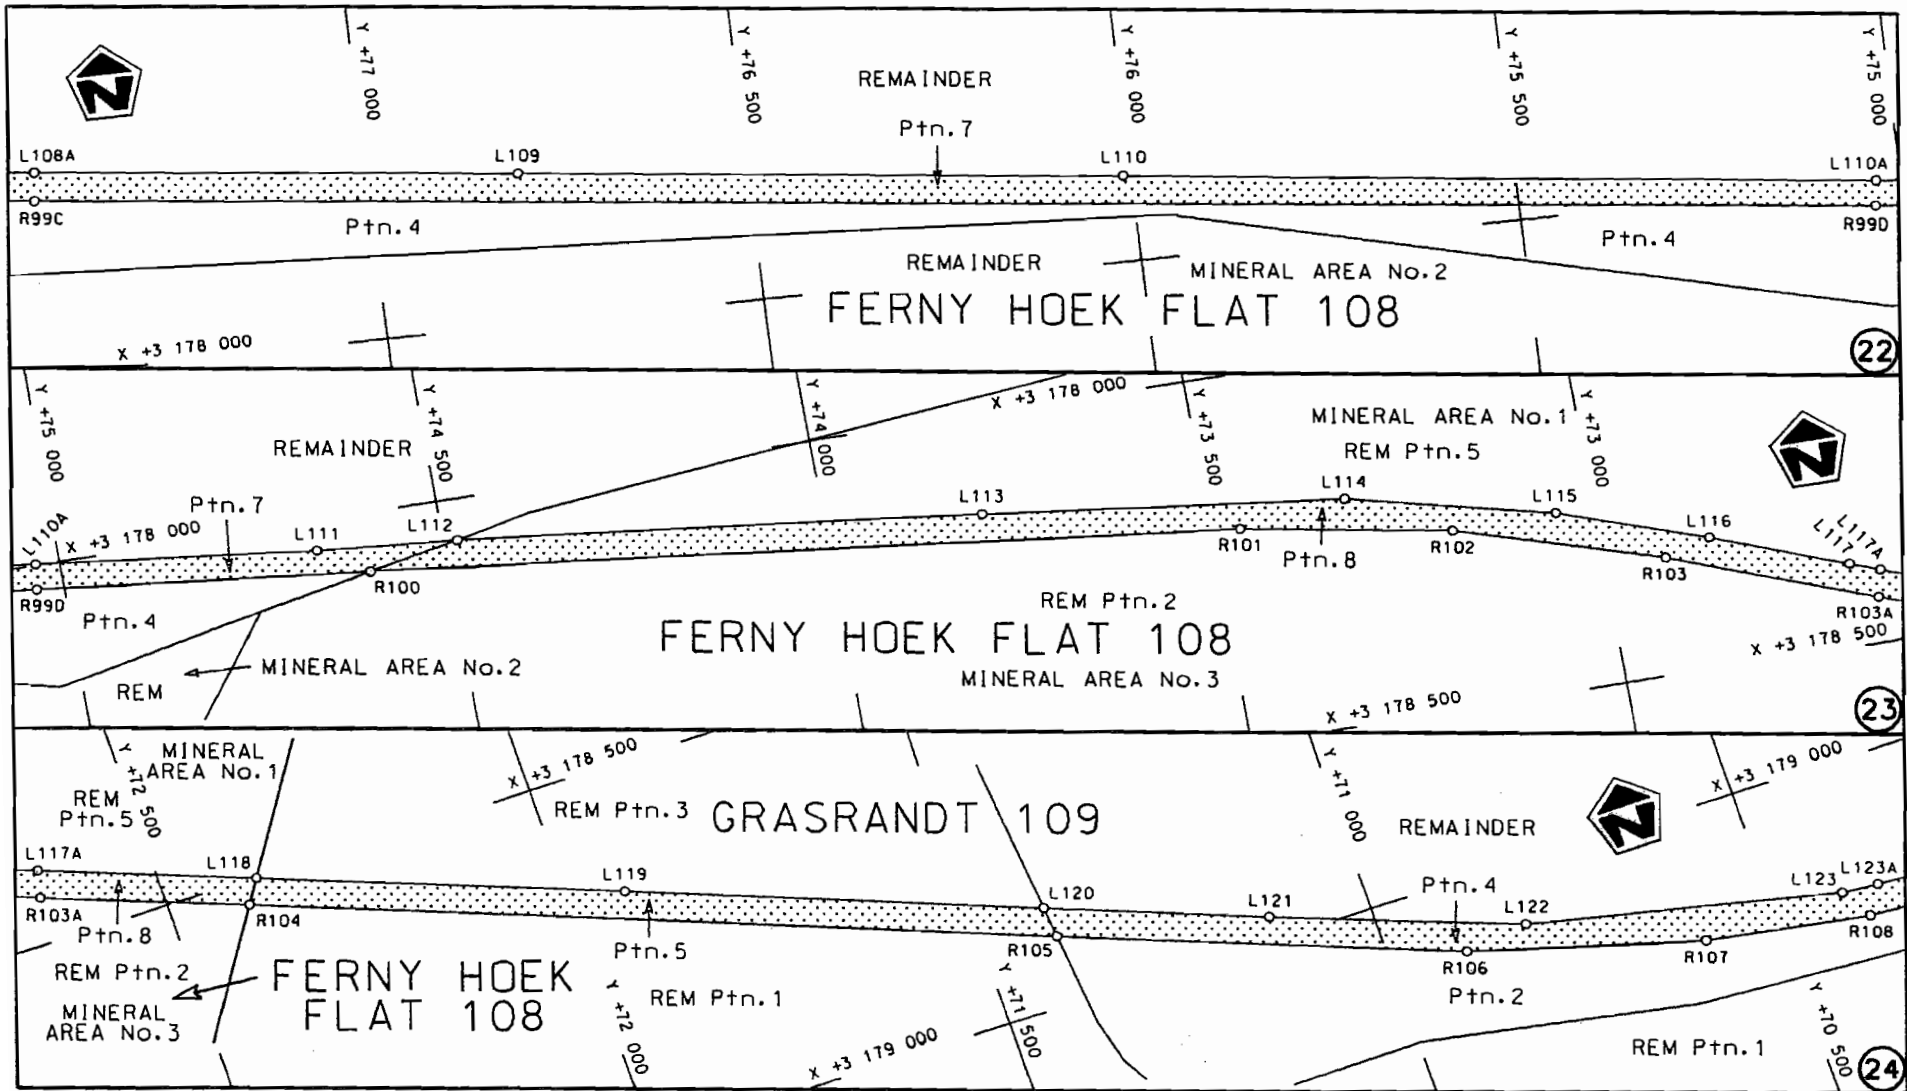 Y +77 000
Y +76 500
Y +76 000
Y +75 500
Y +75 000
N
REMAINDER
Ptn.7
L108A
L109
L110
L110A
R99C
R99D
Ptn.4
Ptn.4
REMAINDER
MINERAL AREA No.2
FERNY HOEK FLAT 108
X +3 178 000
22
Y +75 000
Y +74 500
Y +74 000
X +3 178 000
Y +73 500
Y +73 000
MINERAL AREA No.1
REM Ptn.5
N
REMAINDER
Ptn.7
L110A
X +3 178 000
L111
L112
L113
L114
L115
L116
L117
L117A
R99D
R100
R101
Ptn.8
R102
R103
R103A
Ptn.4
REM Ptn.2
FERNY HOEK FLAT 108
MINERAL AREA No.3
MINERAL AREA No.2
REM
X +3 178 500
X +3 178 500
23
Y +72 500
MINERAL
AREA No.1
REM
Ptn.5
X +3 178 500
REM Ptn.3
GRASRANDT 109
Y +71 000
REMAINDER
N
X +3 179 000
L117A
L118
L119
L120
L121
Ptn.4
L122
L123
L123A
R103A
R104
R105
R106
R107
R108
Ptn.8
Ptn.5
Ptn.2
REM Ptn.2
MINERAL
AREA No.3
FERNY HOEK
FLAT 108
Y +72 000
REM Ptn.1
X +3 179 000
Y +71 500
REM Ptn.1
Y +70 500
24